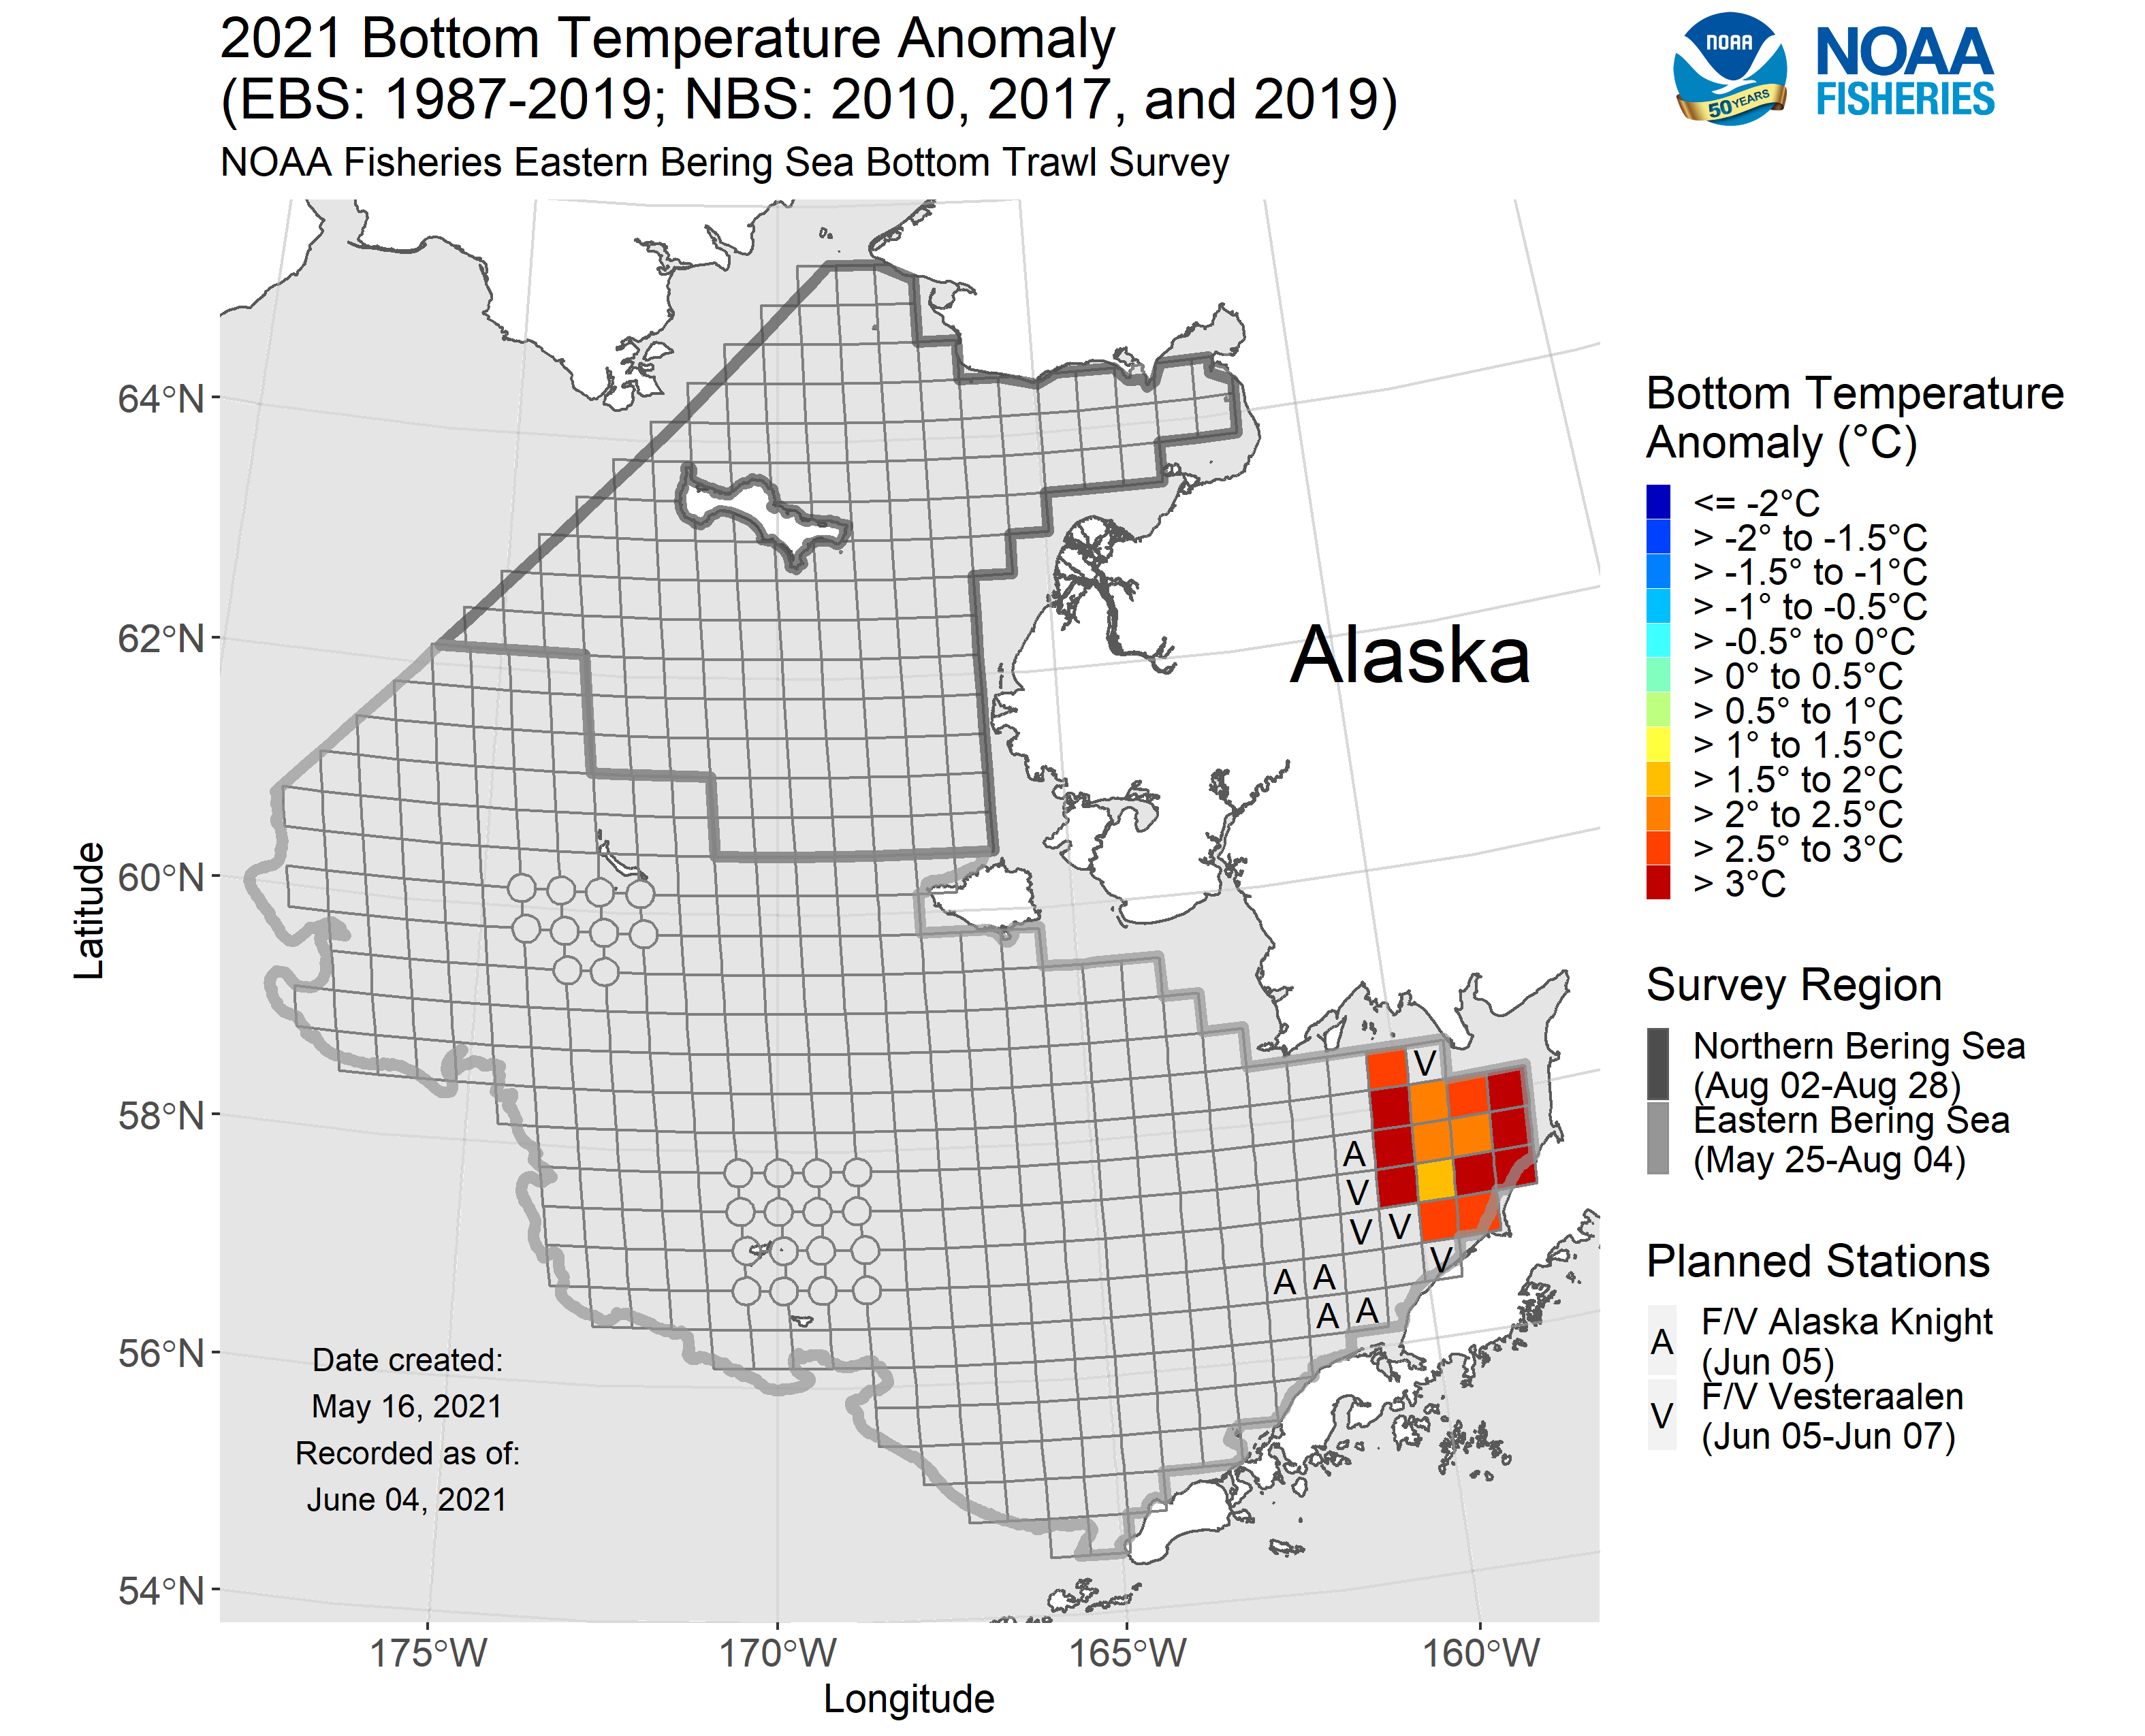 2021 Bottom Temperature Anomaly
(EBS: 1987-2019; NBS: 2010, 2017, and 2019)
NOAA Fisheries Eastern Bering Sea Bottom Trawl Survey
NOAA
50 YEARS
NOAA
FISHERIES
64°N
62°N
60°N
58°N
56°N
54°N
Latitude
175°W
170°W
165°W
160°W
Longitude
Alaska
V
A
V
V
V
V
A
A
A
A
Date created:
May 16, 2021
Recorded as of:
June 04, 2021
Bottom Temperature
Anomaly (°C)
<= -2°C
> -2° to -1.5°C
> -1.5° to -1°C
> -1° to -0.5°C
> -0.5° to 0°C
> 0° to 0.5°C
> 0.5° to 1°C
> 1° to 1.5°C
> 1.5° to 2°C
> 2° to 2.5°C
> 2.5° to 3°C
> 3°C
Survey Region
Northern Bering Sea
(Aug 02-Aug 28)
Eastern Bering Sea
(May 25-Aug 04)
Planned Stations
A F/V Alaska Knight
(Jun 05)
V F/V Vesteraalen
(Jun 05-Jun 07)